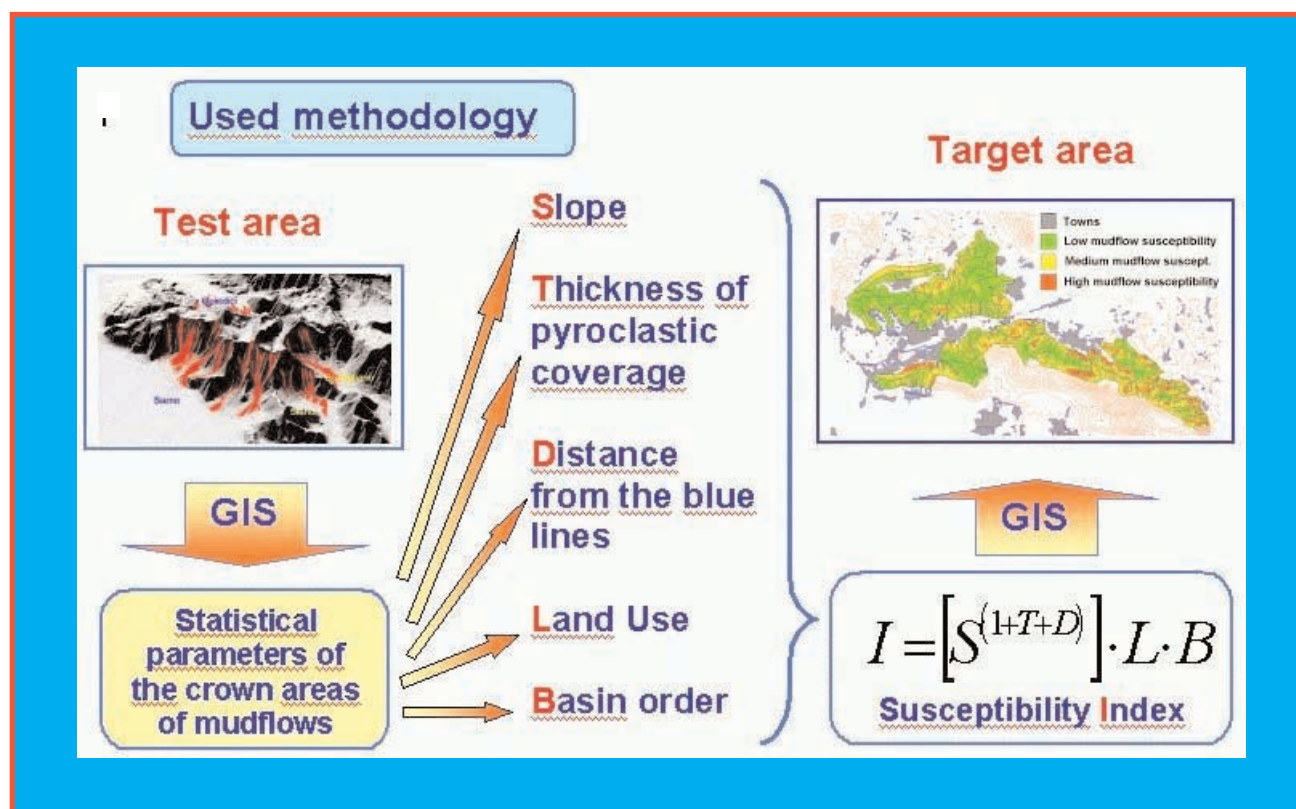 Used methodology
Test area
Sarno
GIS
Statistical
parameters of
the crown areas
of mudflows
Slope
Thickness of
pyroclastic
coverage
Distance
from the blue
lines
Land Use
Basin order
Target area
Towns
Low mudflow susceptibility
Medium mudflow suscept.
High mudflow susceptibility
GIS
I = [S^(1+T+D)] · L · B
Susceptibility Index